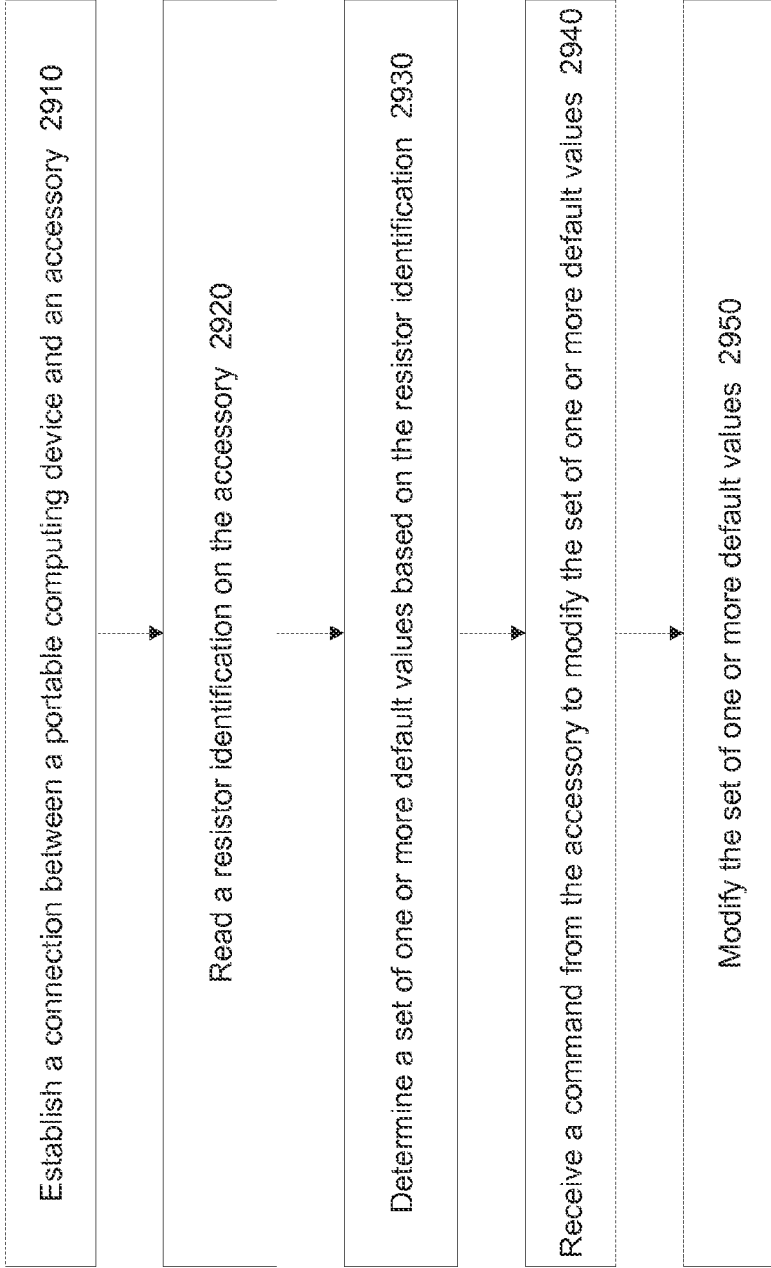 Establish a connection between a portable computing device and an accessory 2910
Read a resistor identification on the accessory 2920
Determine a set of one or more default values based on the resistor identification 2930
Receive a command from the accessory to modify the set of one or more default values 2940
Modify the set of one or more default values 2950